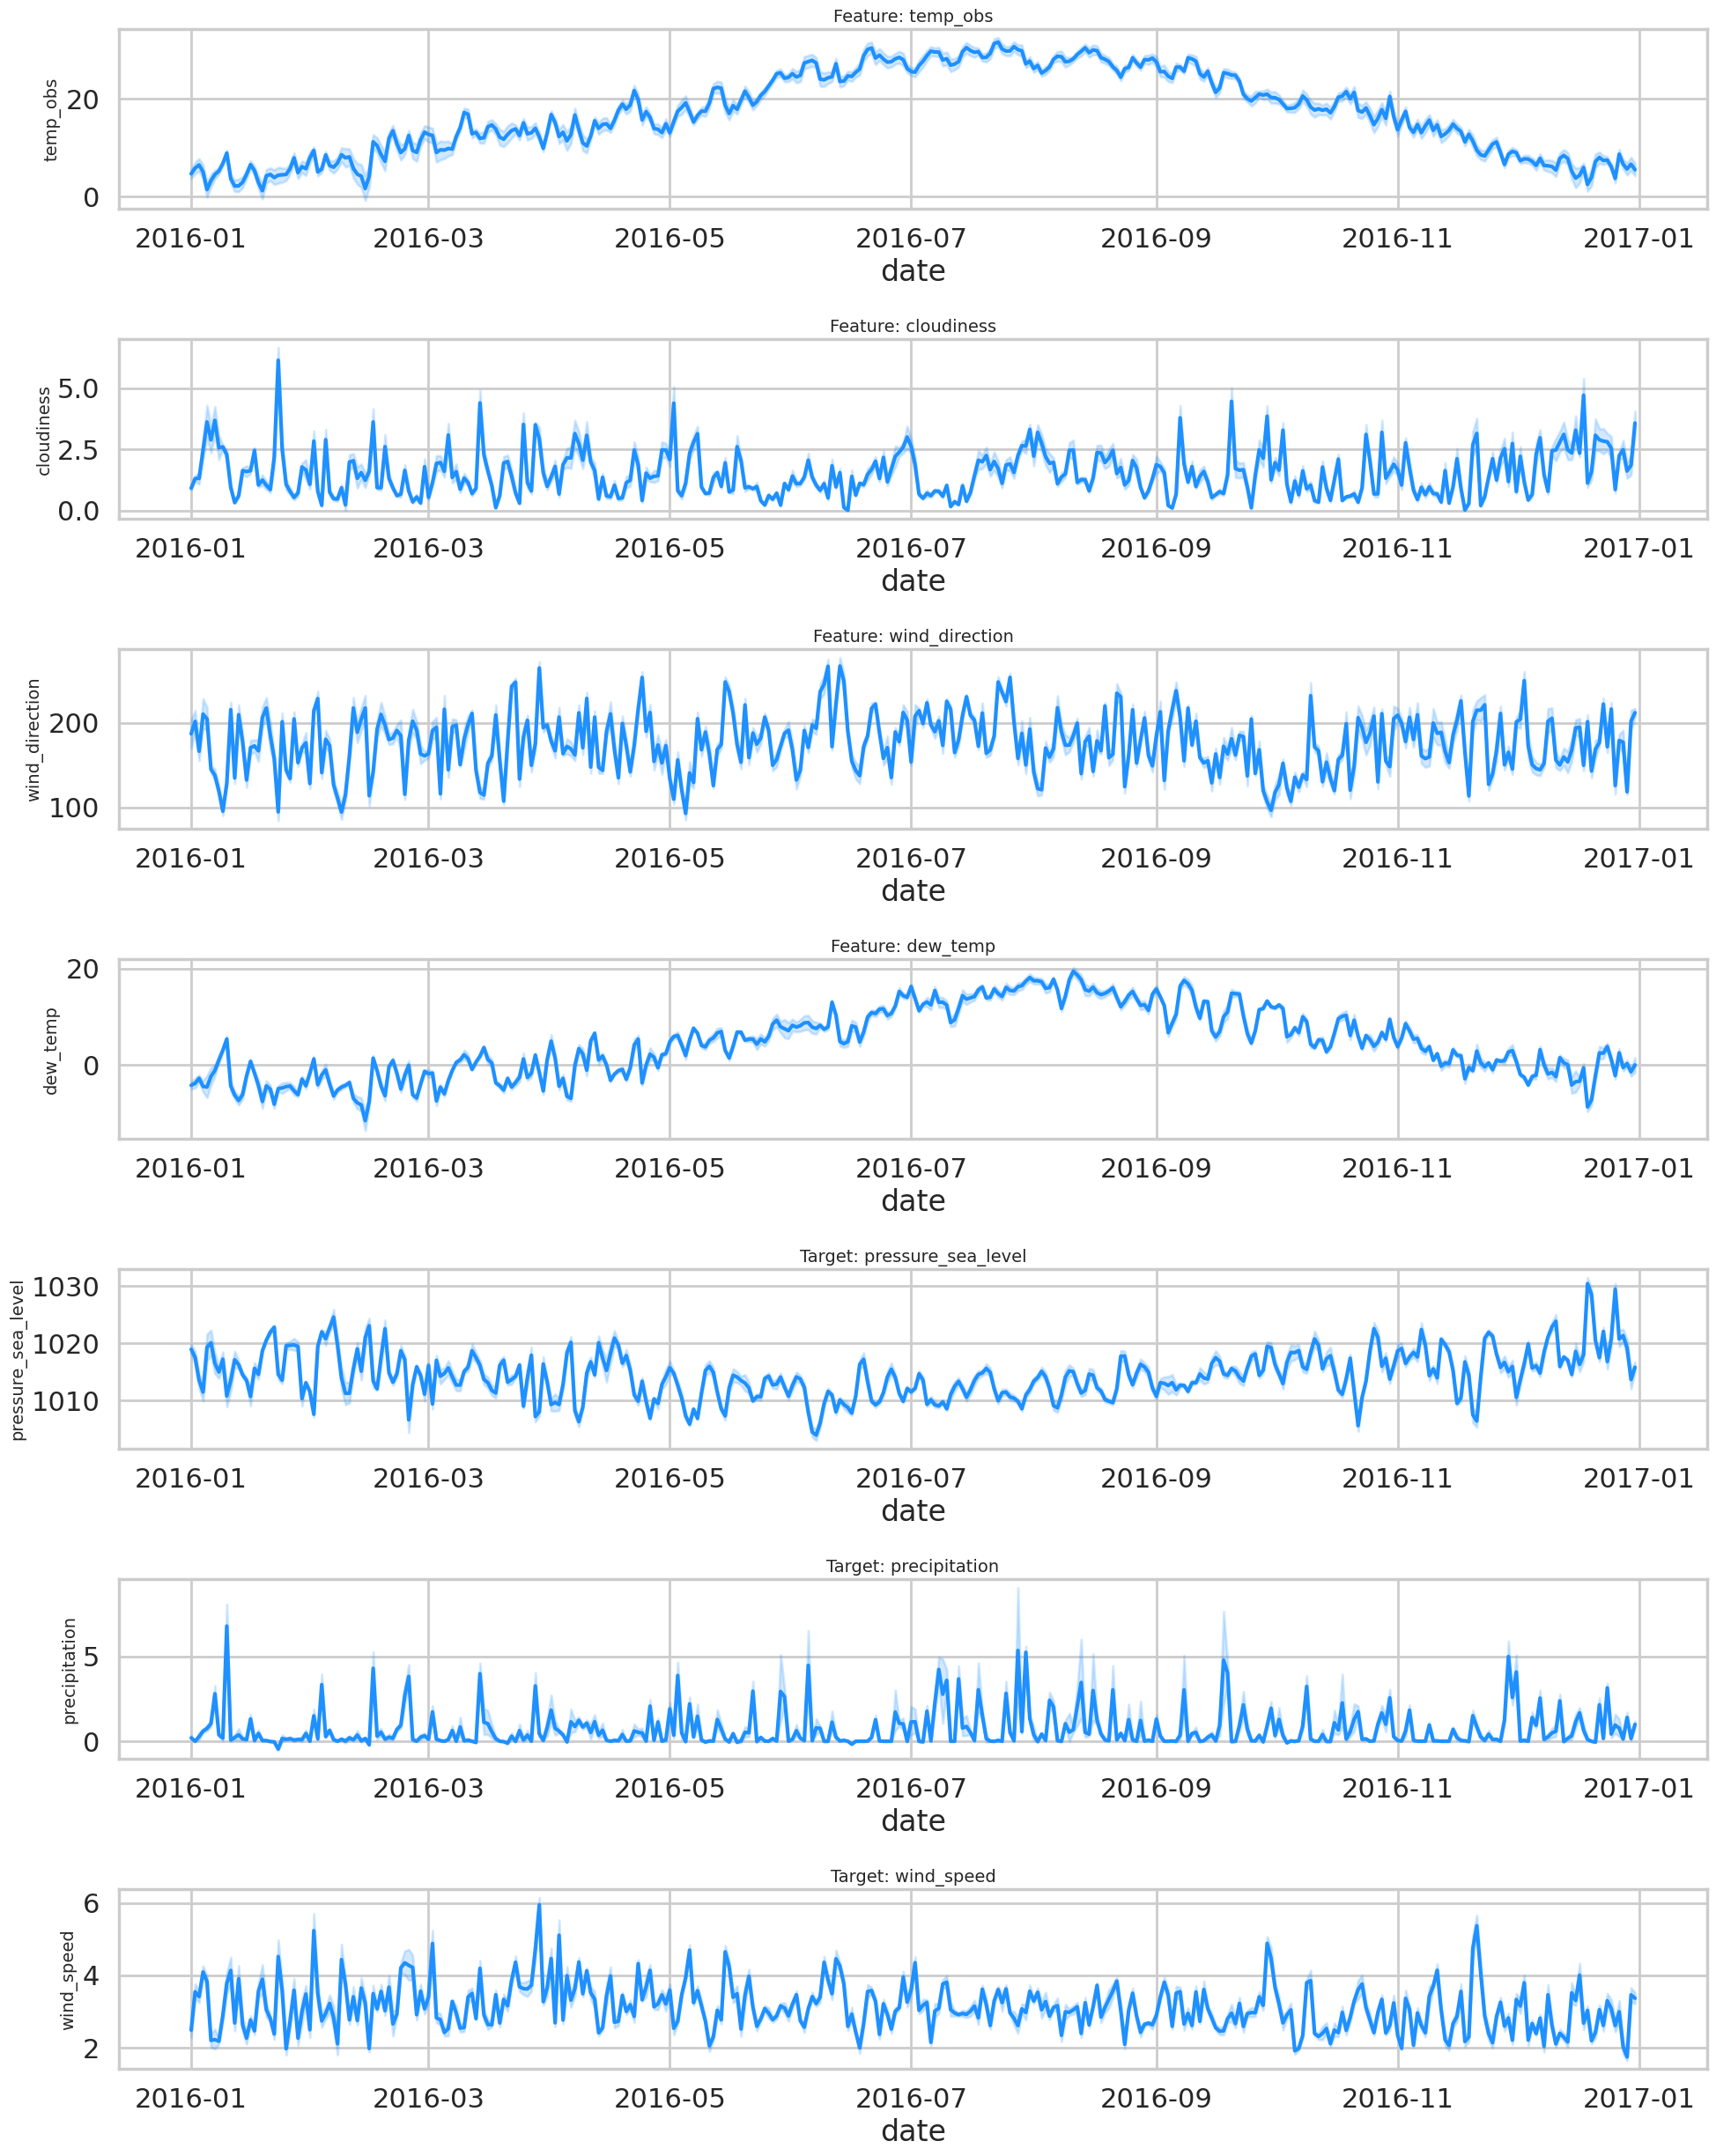 Feature: temp_obs
temp_obs
20
0
2016-01 2016-03 2016-05 2016-07 2016-09 2016-11 2017-01
date
Feature: cloudiness
cloudiness
5.0
2.5
0.0
2016-01 2016-03 2016-05 2016-07 2016-09 2016-11 2017-01
date
Feature: wind_direction
wind_direction
200
100
2016-01 2016-03 2016-05 2016-07 2016-09 2016-11 2017-01
date
Feature: dew_temp
dew_temp
20
0
2016-01 2016-03 2016-05 2016-07 2016-09 2016-11 2017-01
date
Target: pressure_sea_level
pressure_sea_level
1030
1020
1010
2016-01 2016-03 2016-05 2016-07 2016-09 2016-11 2017-01
date
Target: precipitation
precipitation
5
0
2016-01 2016-03 2016-05 2016-07 2016-09 2016-11 2017-01
date
Target: wind_speed
wind_speed
6
4
2
2016-01 2016-03 2016-05 2016-07 2016-09 2016-11 2017-01
date